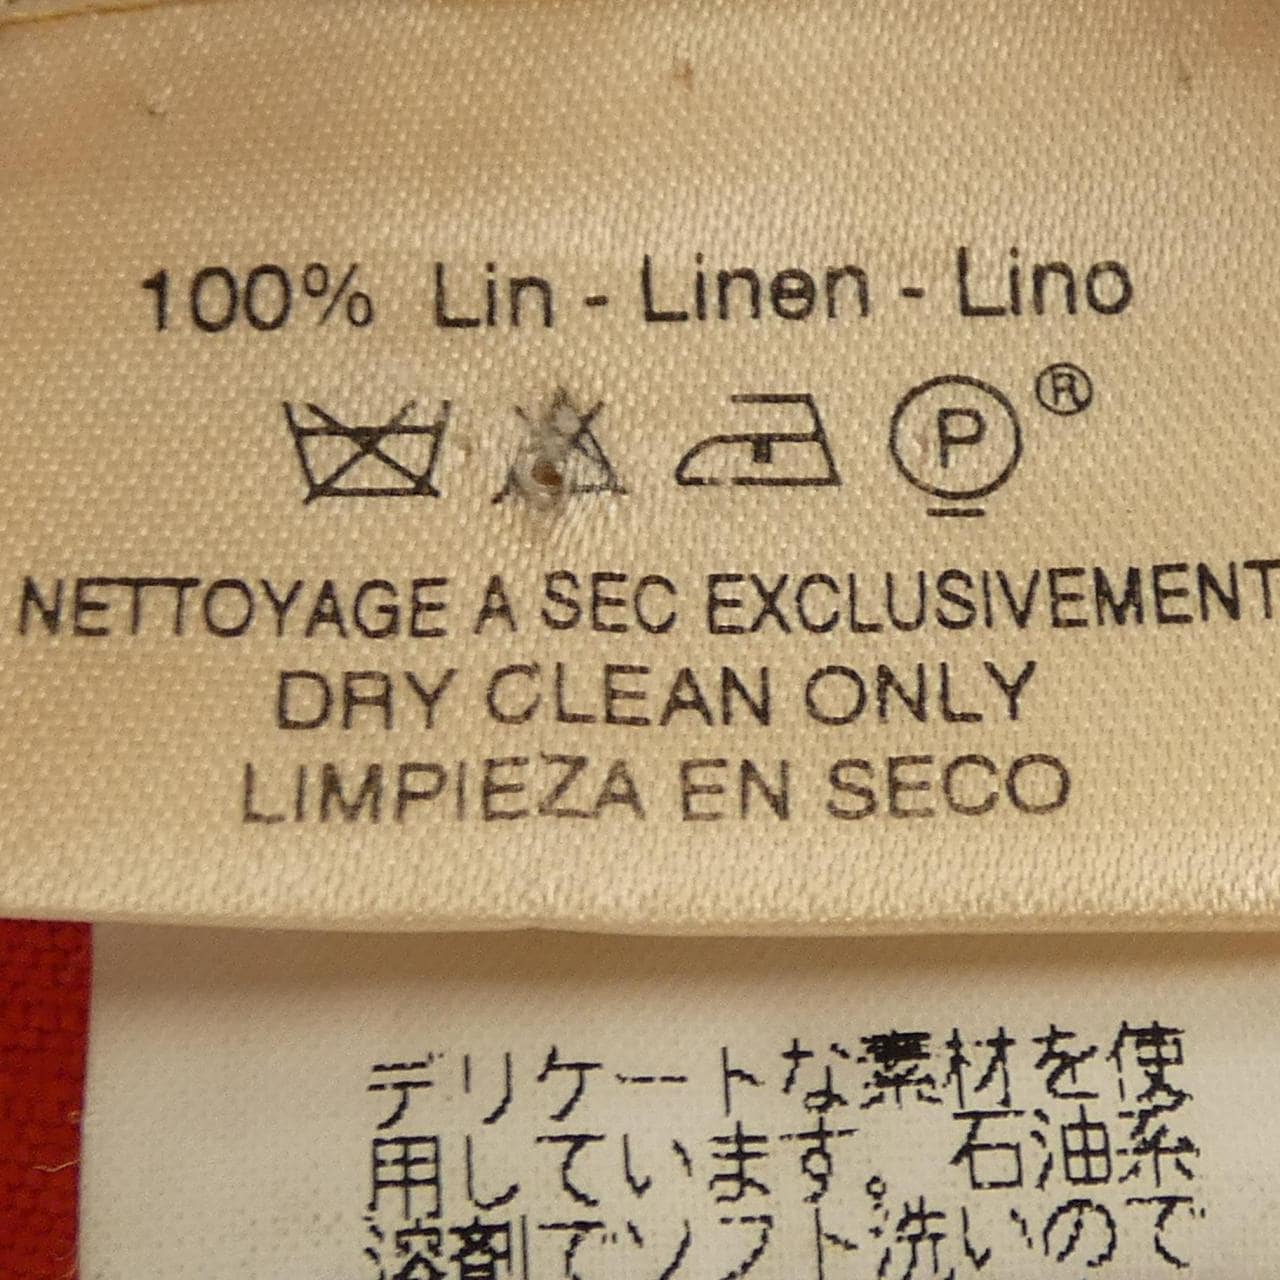 100% Lin - Linen - Lino
P ®
NETTOYAGE A SEC EXCLUSIVEMENT
DRY CLEAN ONLY
LIMPIEZA EN SECO
デリケートな素材を使
用しています。石油系で
溶剤でソフト洗いので